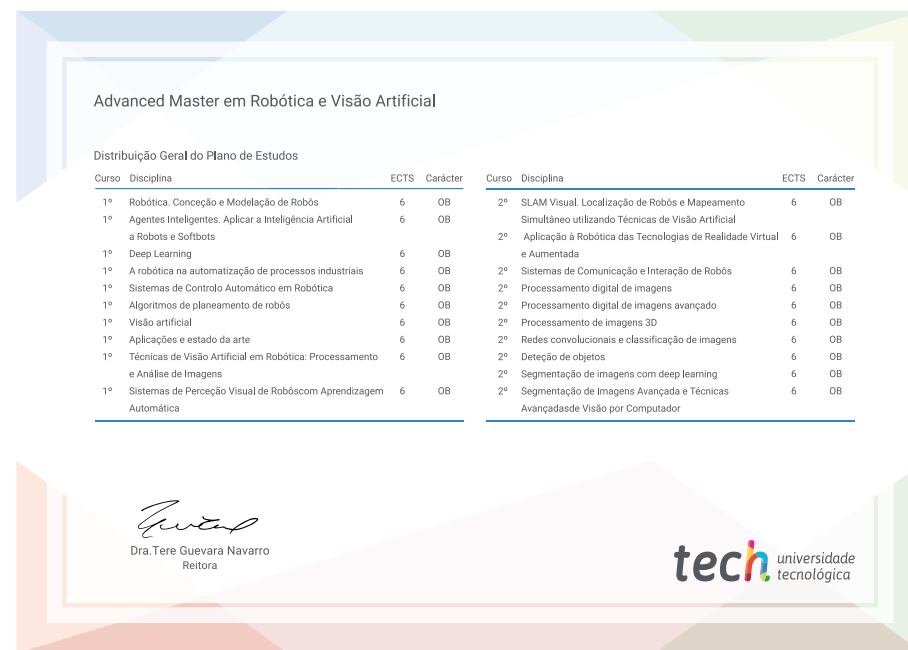 Advanced Master em Robótica e Visão Artificial
Distribuição Geral do Plano de Estudos
Curso Disciplina ECTS Carácter
1º Robótica. Conceção e Modelação de Robôs 6 OB
1º Agentes Inteligentes. Aplicar a Inteligência Artificial 6 OB
a Robots e Softbots
1º Deep Learning 6 OB
1º A robótica na automatização de processos industriais 6 OB
1º Sistemas de Controlo Automático em Robótica 6 OB
1º Algoritmos de planeamento de robôs 6 OB
1º Visão artificial 6 OB
1º Aplicações e estado da arte 6 OB
1º Técnicas de Visão Artificial em Robótica: Processamento 6 OB
e Análise de Imagens
1º Sistemas de Perceção Visual de Robôscom Aprendizagem 6 OB
Automática
Curso Disciplina ECTS Carácter
2º SLAM Visual. Localização de Robôs e Mapeamento 6 OB
Simultâneo utilizando Técnicas de Visão Artificial
2º Aplicação à Robótica das Tecnologias de Realidade Virtual 6 OB
e Aumentada
2º Sistemas de Comunicação e Interação de Robôs 6 OB
2º Processamento digital de imagens 6 OB
2º Processamento digital de imagens avançado 6 OB
2º Processamento de imagens 3D 6 OB
2º Redes convolucionais e classificação de imagens 6 OB
2º Deteção de objetos 6 OB
2º Segmentação de imagens com deep learning 6 OB
2º Segmentação de Imagens Avançada e Técnicas 6 OB
Avançadasde Visão por Computador
Dra.Tere Guevara Navarro
Reitora
tech universidade
tecnológica